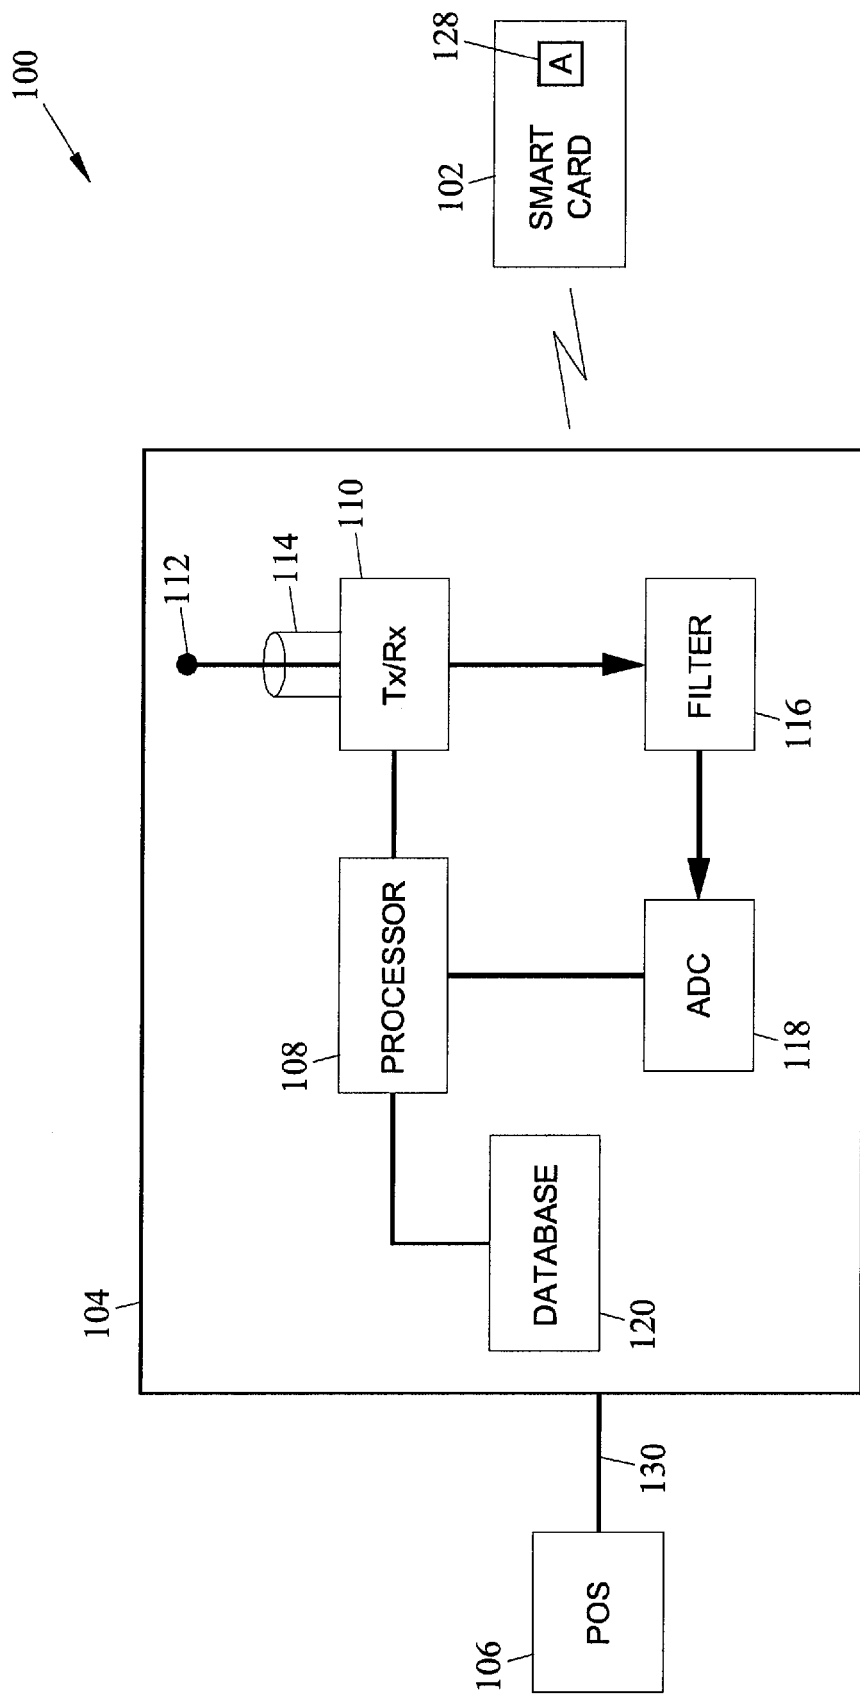 100
128
A
102
SMART
CARD
104
112
114
110
Tx/Rx
108
PROCESSOR
FILTER
116
ADC
118
DATABASE
120
130
106
POS